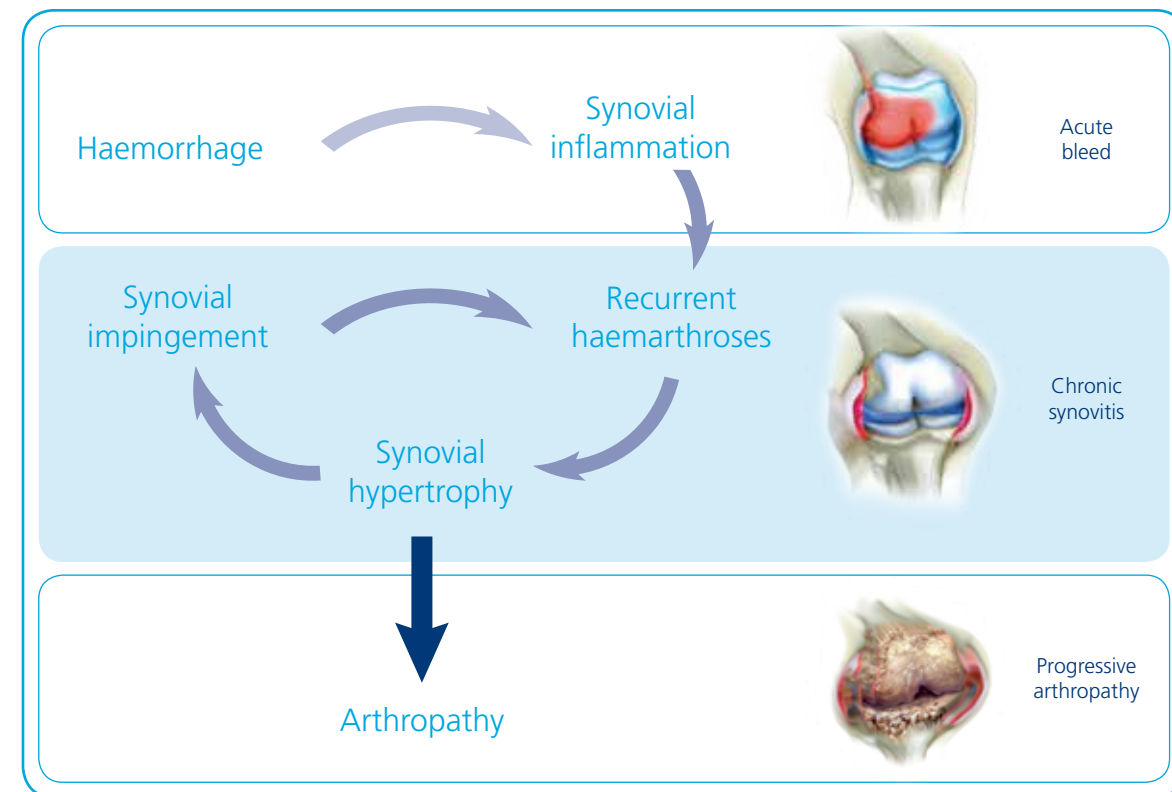 Haemorrhage
Synovial
inflammation
Acute
bleed
Synovial
impingement
Recurrent
haemarthroses
Chronic
synovitis
Synovial
hypertrophy
Arthropathy
Progressive
arthropathy